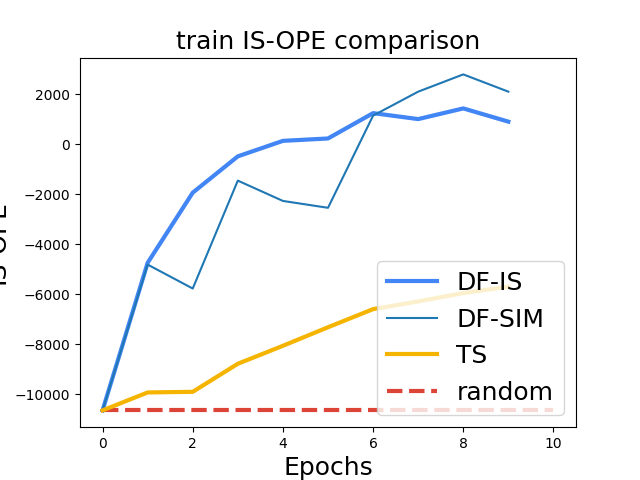 train IS-OPE comparison
IS-OPE
2000
0
−2000
−4000
−6000
−8000
−10000
DF-IS
DF-SIM
TS
random
0
2
4
6
8
10
Epochs